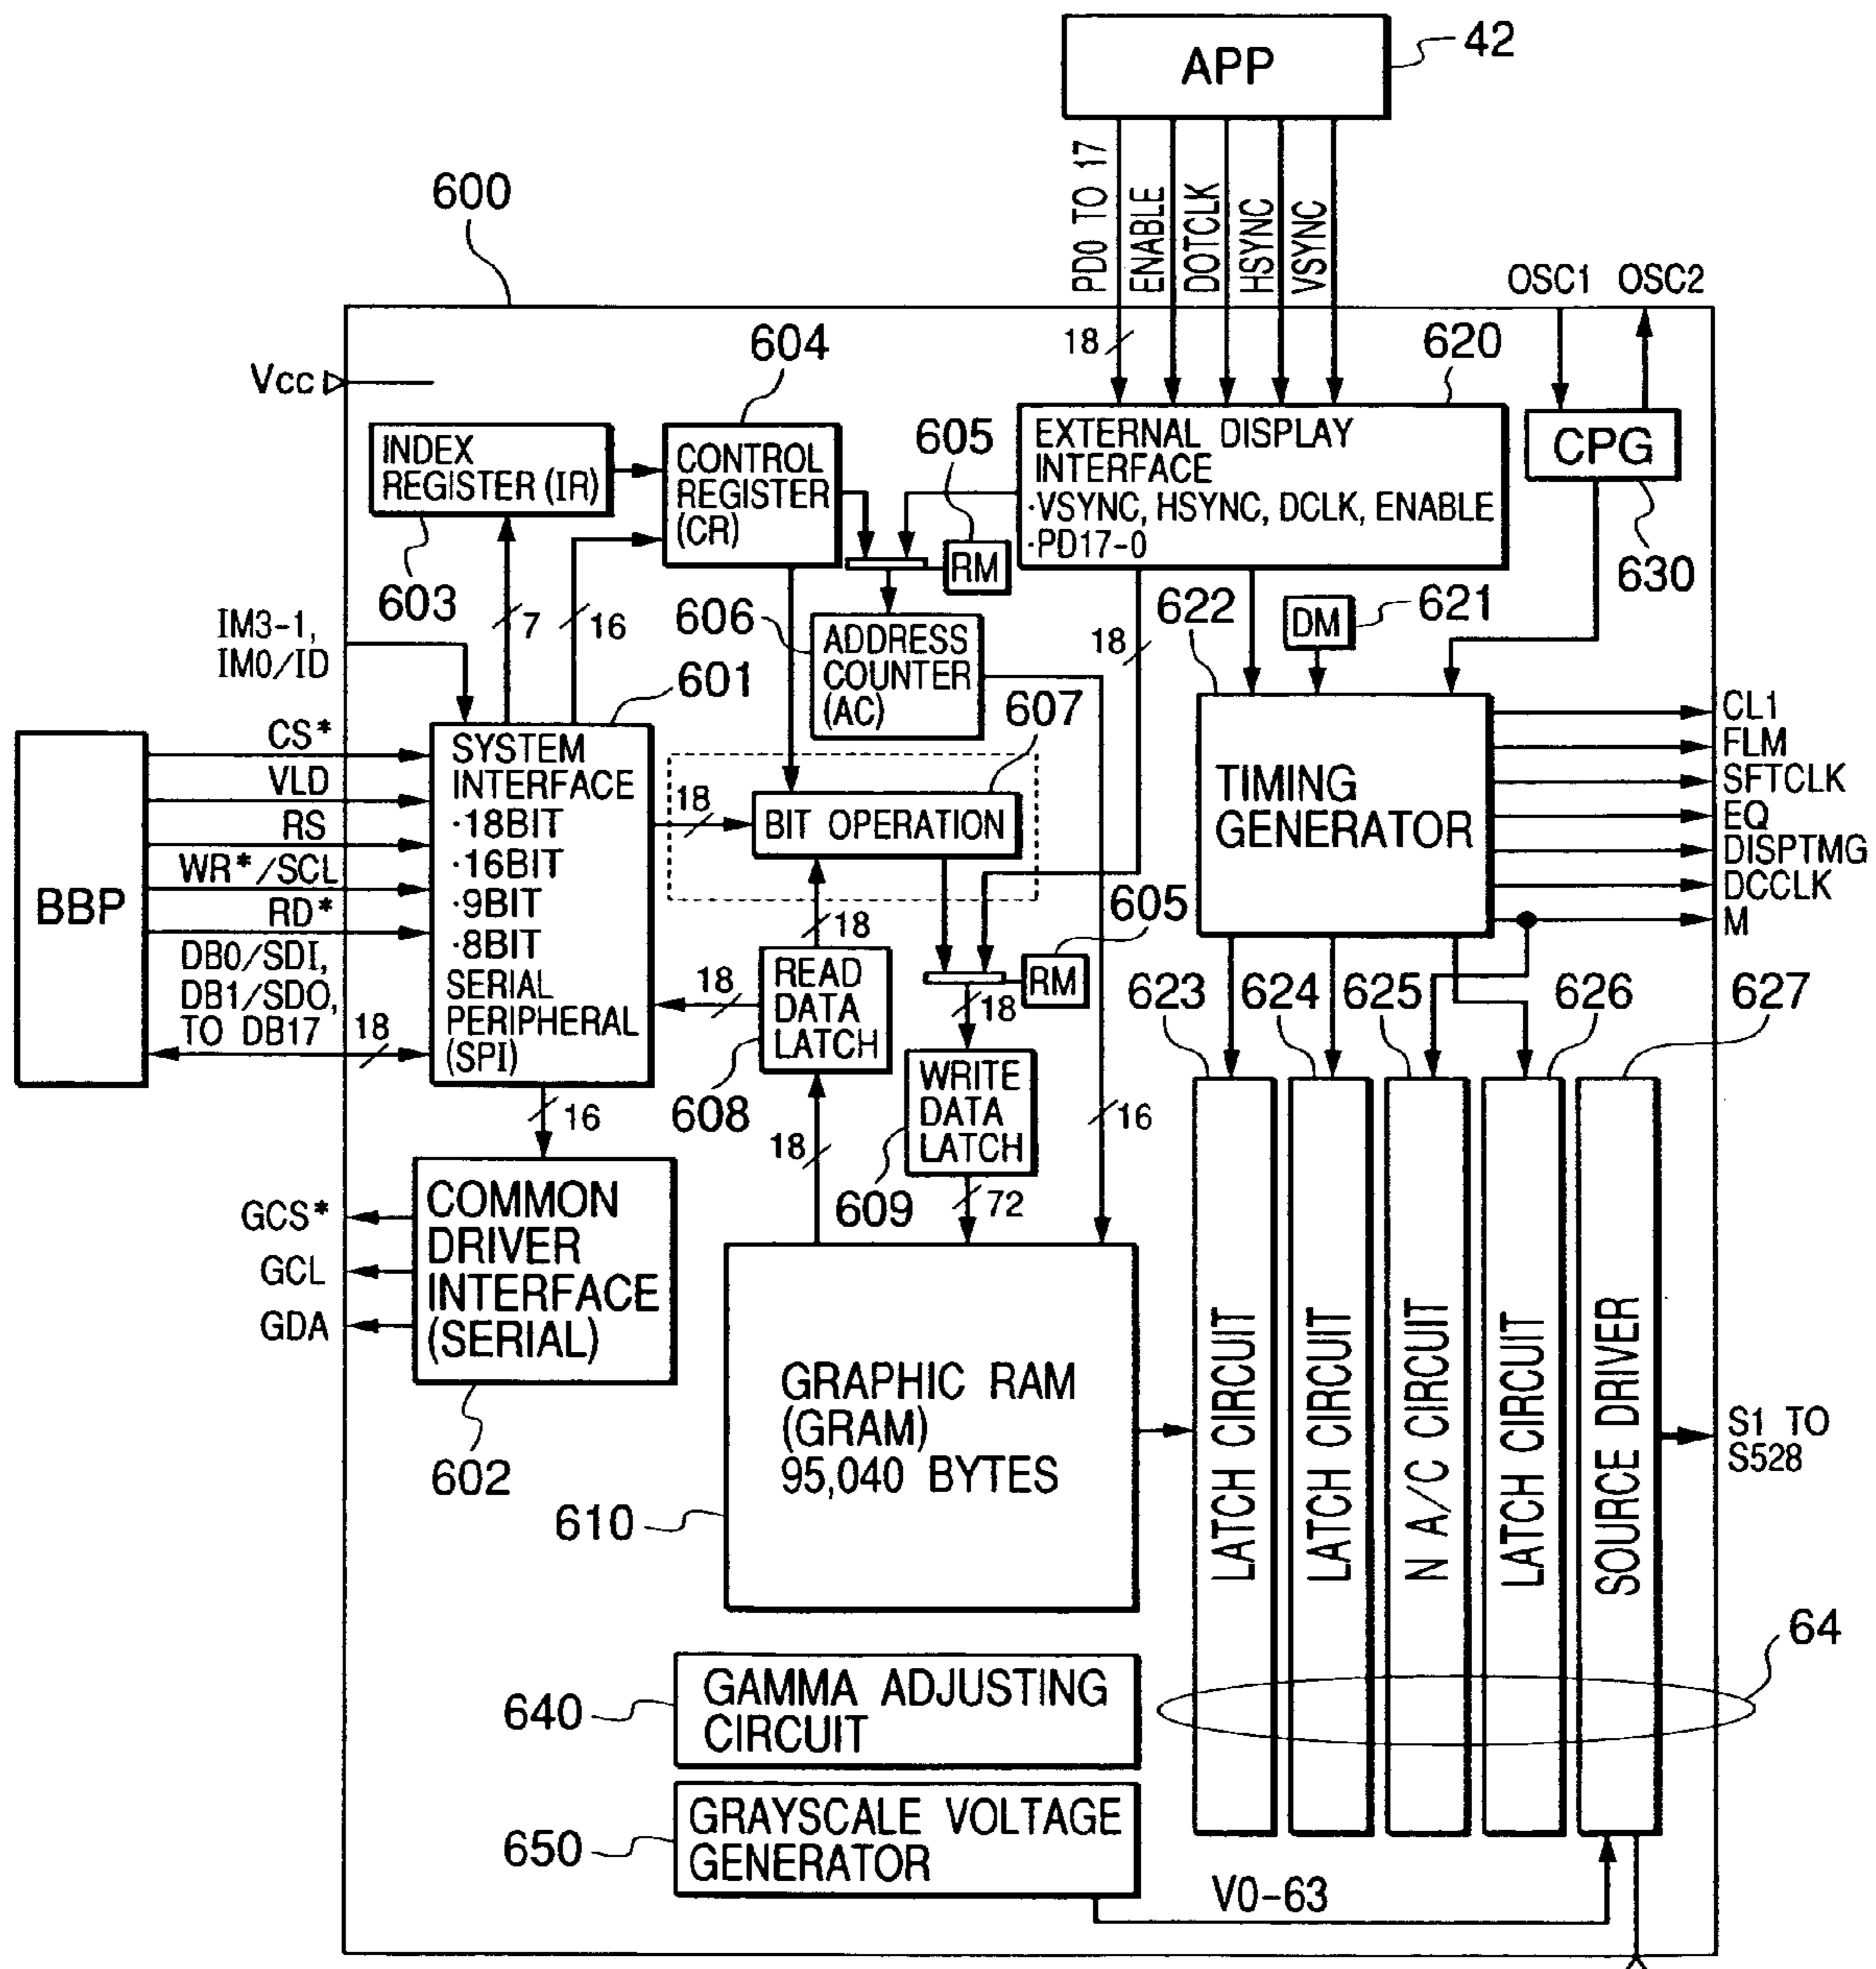 APP
42
PD0 TO 17
ENABLE
DOTCLK
HSYNC
VSYNC
600
OSC1
OSC2
18
Vcc
604
605
620
INDEX
REGISTER (IR)
CONTROL
REGISTER
(CR)
EXTERNAL DISPLAY
INTERFACE
·VSYNC, HSYNC, DCLK, ENABLE
·PD17-0
CPG
RM
603
7
16
606
622
DM
621
630
IM3-1,
IM0/ID
ADDRESS
COUNTER
(AC)
18
601
607
CS*
VLD
RS
WR*/SCL
RD*
DB0/SDI,
DB1/SDO,
TO DB17
18
BBP
SYSTEM
INTERFACE
·18BIT
·16BIT
·9BIT
·8BIT
SERIAL
PERIPHERAL
(SPI)
18
BIT OPERATION
TIMING
GENERATOR
CL1
FLM
SFTCLK
EQ
DISPTMG
DCCLK
M
18
605
18
READ
DATA
LATCH
RM
18
623
624
625
626
627
608
WRITE
DATA
LATCH
16
16
18
609
72
GCS*
GCL
GDA
COMMON
DRIVER
INTERFACE
(SERIAL)
602
GRAPHIC RAM
(GRAM)
95,040 BYTES
610
LATCH CIRCUIT
LATCH CIRCUIT
N A/C CIRCUIT
LATCH CIRCUIT
SOURCE DRIVER
S1 TO
S528
64
640
GAMMA ADJUSTING
CIRCUIT
650
GRAYSCALE VOLTAGE
GENERATOR
V0-63